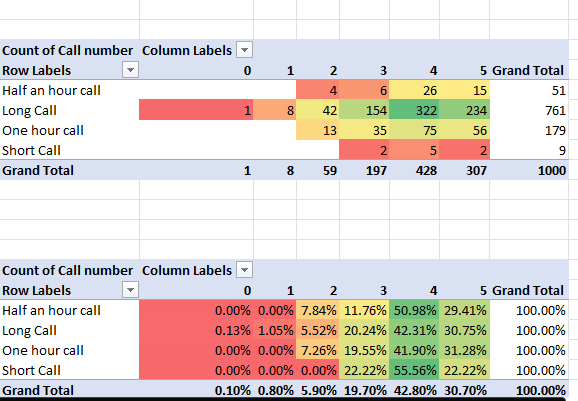 Count of Call number Column Labels
Row Labels 0 1 2 3 4 5 Grand Total
Half an hour call 4 6 26 15 51
Long Call 1 8 42 154 322 234 761
One hour call 13 35 75 56 179
Short Call 2 5 2 9
Grand Total 1 8 59 197 428 307 1000
Count of Call number Column Labels
Row Labels 0 1 2 3 4 5 Grand Total
Half an hour call 0.00% 0.00% 7.84% 11.76% 50.98% 29.41% 100.00%
Long Call 0.13% 1.05% 5.52% 20.24% 42.31% 30.75% 100.00%
One hour call 0.00% 0.00% 7.26% 19.55% 41.90% 31.28% 100.00%
Short Call 0.00% 0.00% 0.00% 22.22% 55.56% 22.22% 100.00%
Grand Total 0.10% 0.80% 5.90% 19.70% 42.80% 30.70% 100.00%